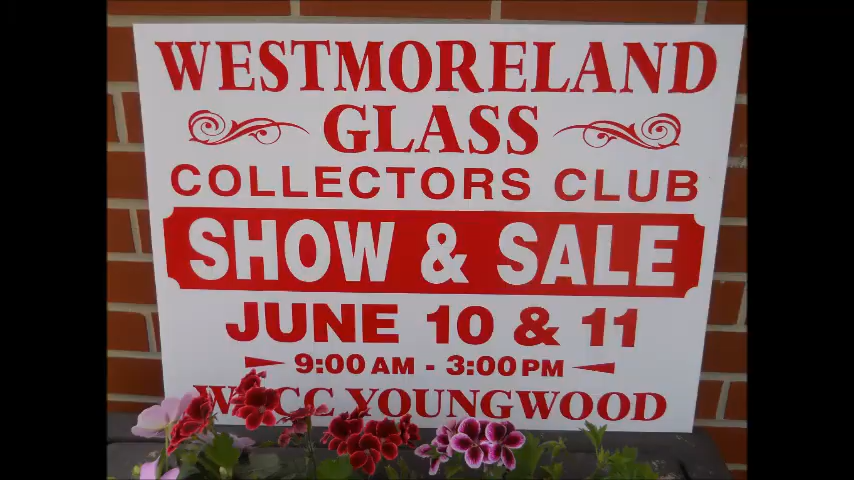 WESTMORELAND
GLASS
COLLECTORS CLUB
SHOW & SALE
JUNE 10 & 11
9:00 AM - 3:00 PM
YOUNGWOOD